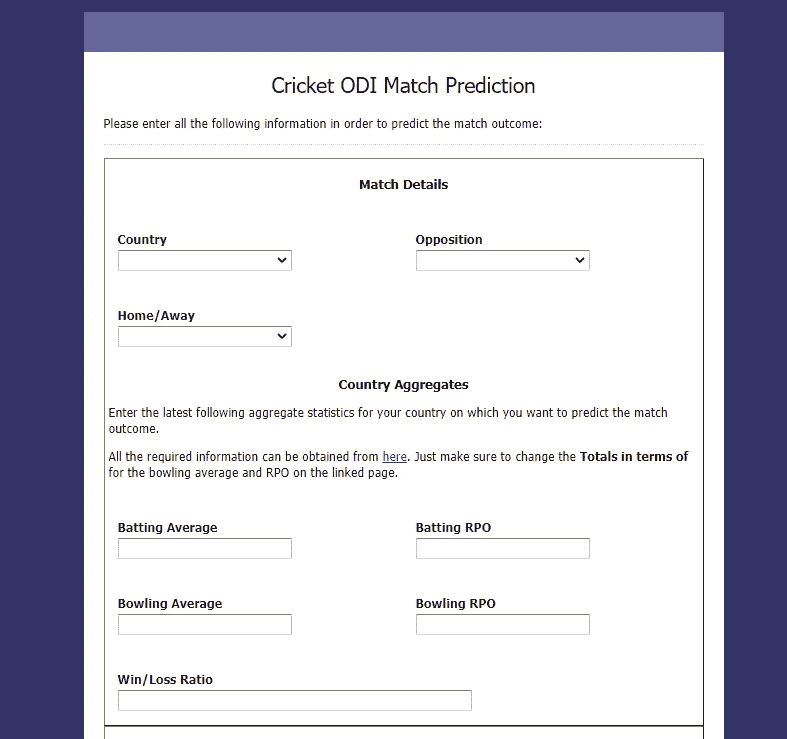 Cricket ODI Match Prediction
Please enter all the following information in order to predict the match outcome:
Match Details
Country
Opposition
Home/Away
Country Aggregates
Enter the latest following aggregate statistics for your country on which you want to predict the match
outcome.
All the required information can be obtained from here. Just make sure to change the Totals in terms of
for the bowling average and RPO on the linked page.
Batting Average
Batting RPO
Bowling Average
Bowling RPO
Win/Loss Ratio